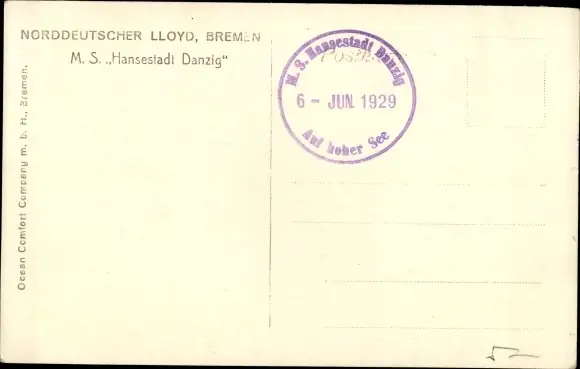 NORDDEUTSCHER LLOYD, BREMEN
M. S. „Hansestadt Danzig"
Ocean Comfort Company m. b. H., Bremen.
M. S. Hansestadt Danzig
6 - JUN. 1929
Auf hoher See